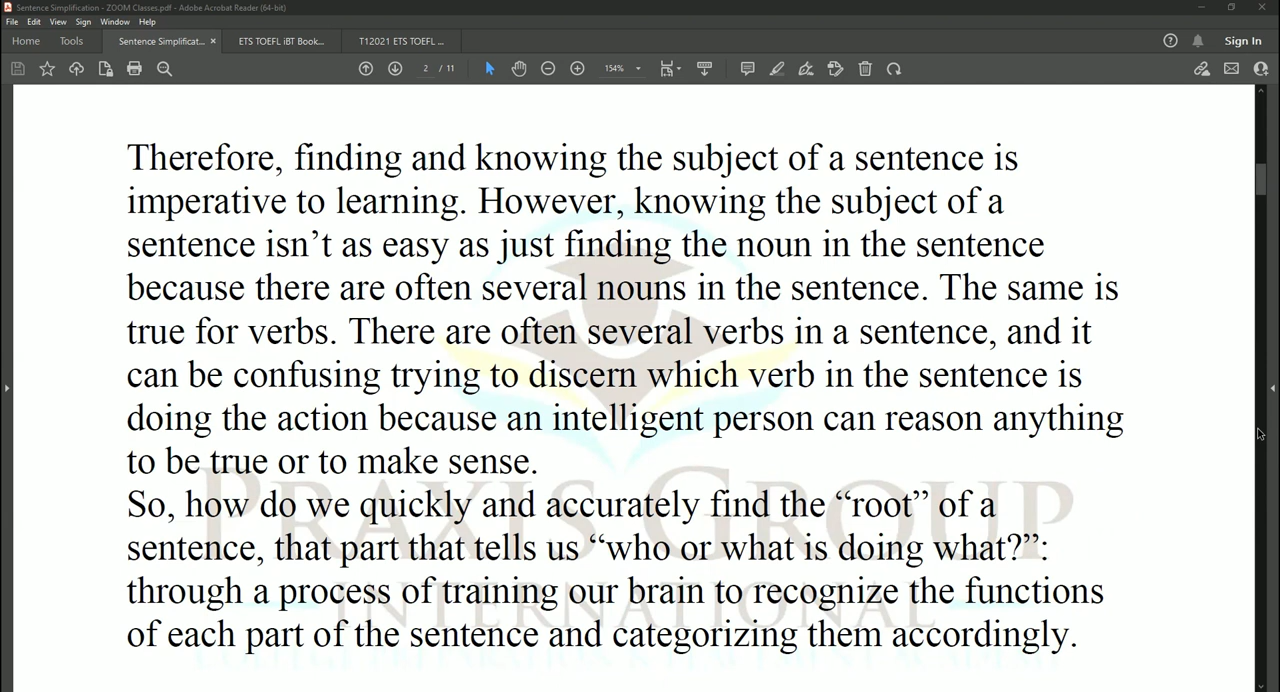 Sentence Simplification - ZOOM Classes.pdf - Adobe Acrobat Reader (64-bit)
File Edit View Sign Window Help
Home Tools Sentence Simplificat... × ETS TOEFL iBT Book... T12021 ETS TOEFL ... Sign In
2 / 11 154%
Therefore, finding and knowing the subject of a sentence is
imperative to learning. However, knowing the subject of a
sentence isn’t as easy as just finding the noun in the sentence
because there are often several nouns in the sentence. The same is
true for verbs. There are often several verbs in a sentence, and it
can be confusing trying to discern which verb in the sentence is
doing the action because an intelligent person can reason anything
to be true or to make sense.
So, how do we quickly and accurately find the “root” of a
sentence, that part that tells us “who or what is doing what?”:
through a process of training our brain to recognize the functions
of each part of the sentence and categorizing them accordingly.
PRAXIS GROUP
INTERNATIONAL